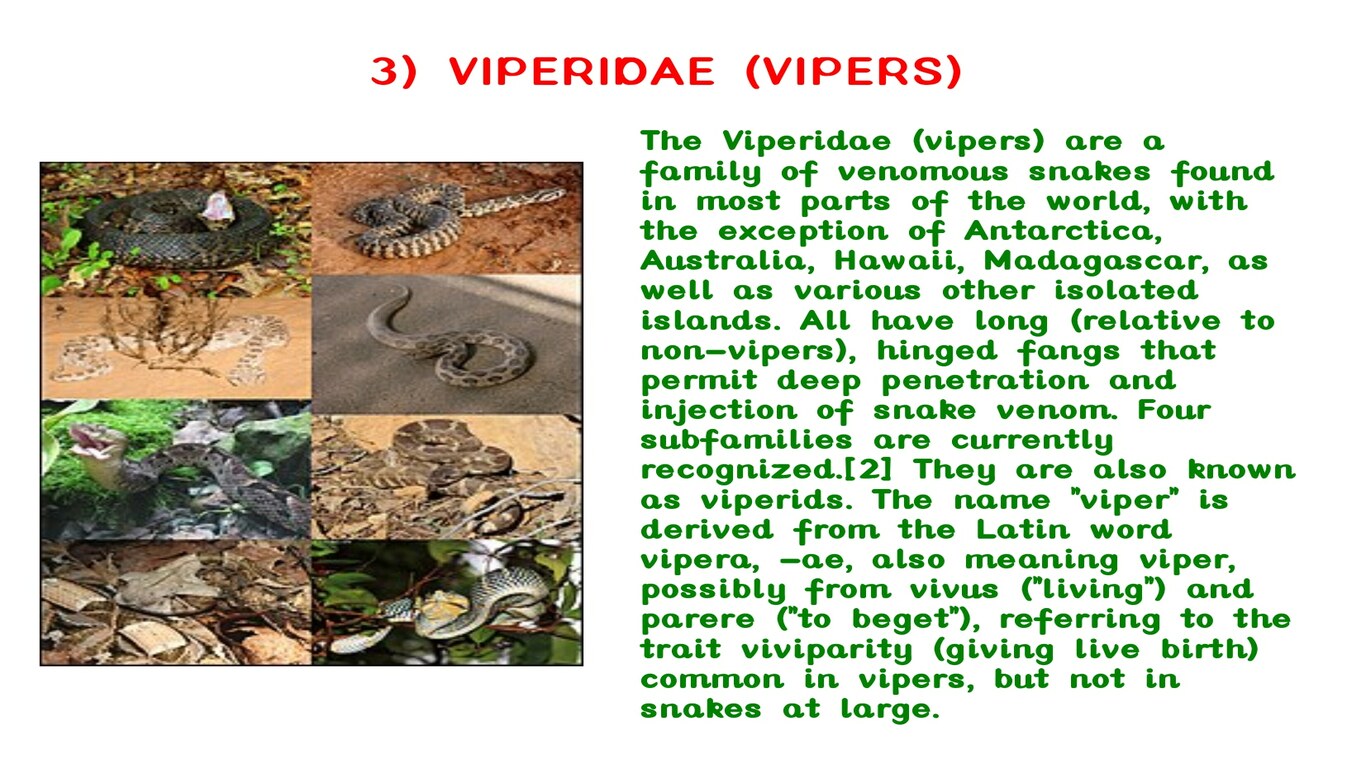 3) VIPERIDAE (VIPERS)
The Viperidae (vipers) are a
family of venomous snakes found
in most parts of the world, with
the exception of Antarctica,
Australia, Hawaii, Madagascar, as
well as various other isolated
islands. All have long (relative to
non-vipers), hinged fangs that
permit deep penetration and
injection of snake venom. Four
subfamilies are currently
recognized.[2] They are also known
as viperids. The name "viper" is
derived from the Latin word
vipera, -ae, also meaning viper,
possibly from vivus ("living") and
parere ("to beget"), referring to the
trait viviparity (giving live birth)
common in vipers, but not in
snakes at large.